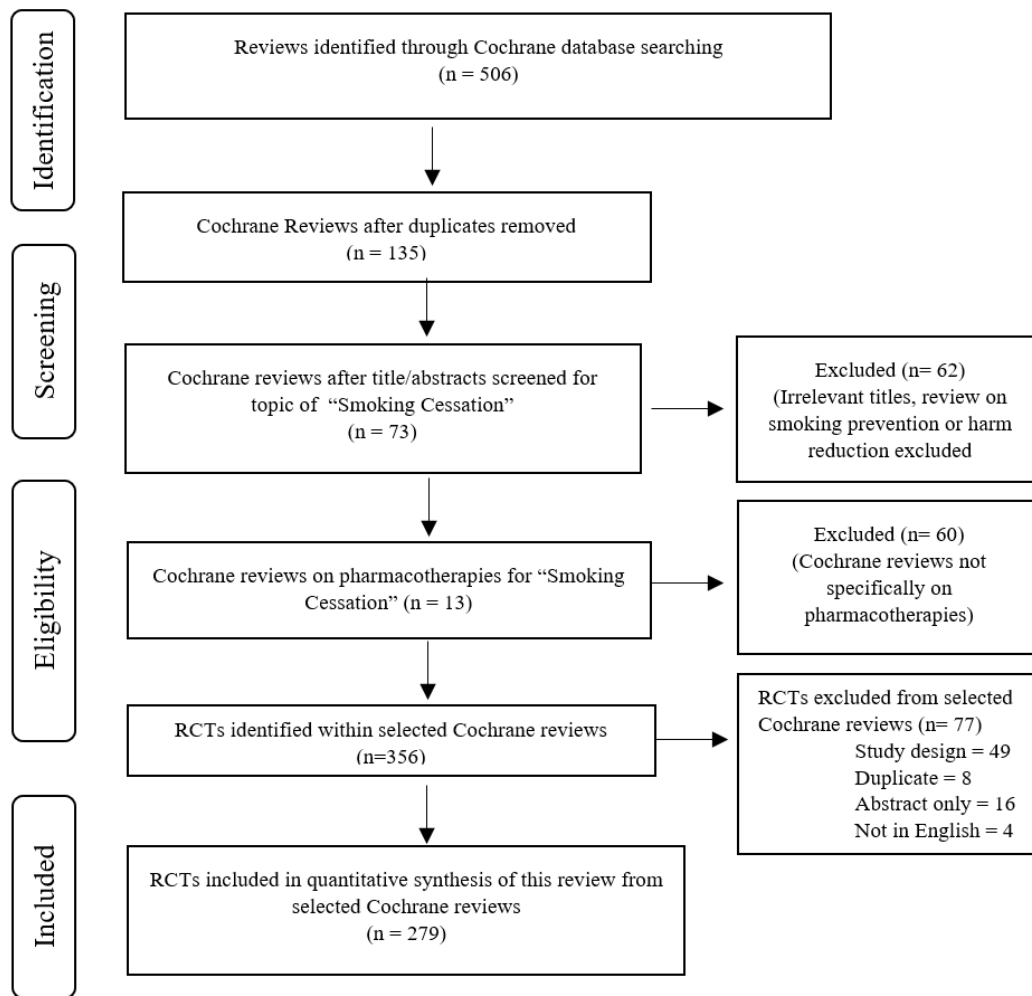 Identification
Reviews identified through Cochrane database searching
(n = 506)
Cochrane Reviews after duplicates removed
(n = 135)
Screening
Cochrane reviews after title/abstracts screened for
topic of “Smoking Cessation”
(n = 73)
Excluded (n= 62)
(Irrelevant titles, review on
smoking prevention or harm
reduction excluded
Eligibility
Cochrane reviews on pharmacotherapies for “Smoking
Cessation” (n = 13)
Excluded (n= 60)
(Cochrane reviews not
specifically on
pharmacotherapies)
RCTs identified within selected Cochrane reviews
(n=356)
RCTs excluded from selected
Cochrane reviews (n= 77)
Study design = 49
Duplicate = 8
Abstract only = 16
Not in English = 4
Included
RCTs included in quantitative synthesis of this review from
selected Cochrane reviews
(n = 279)